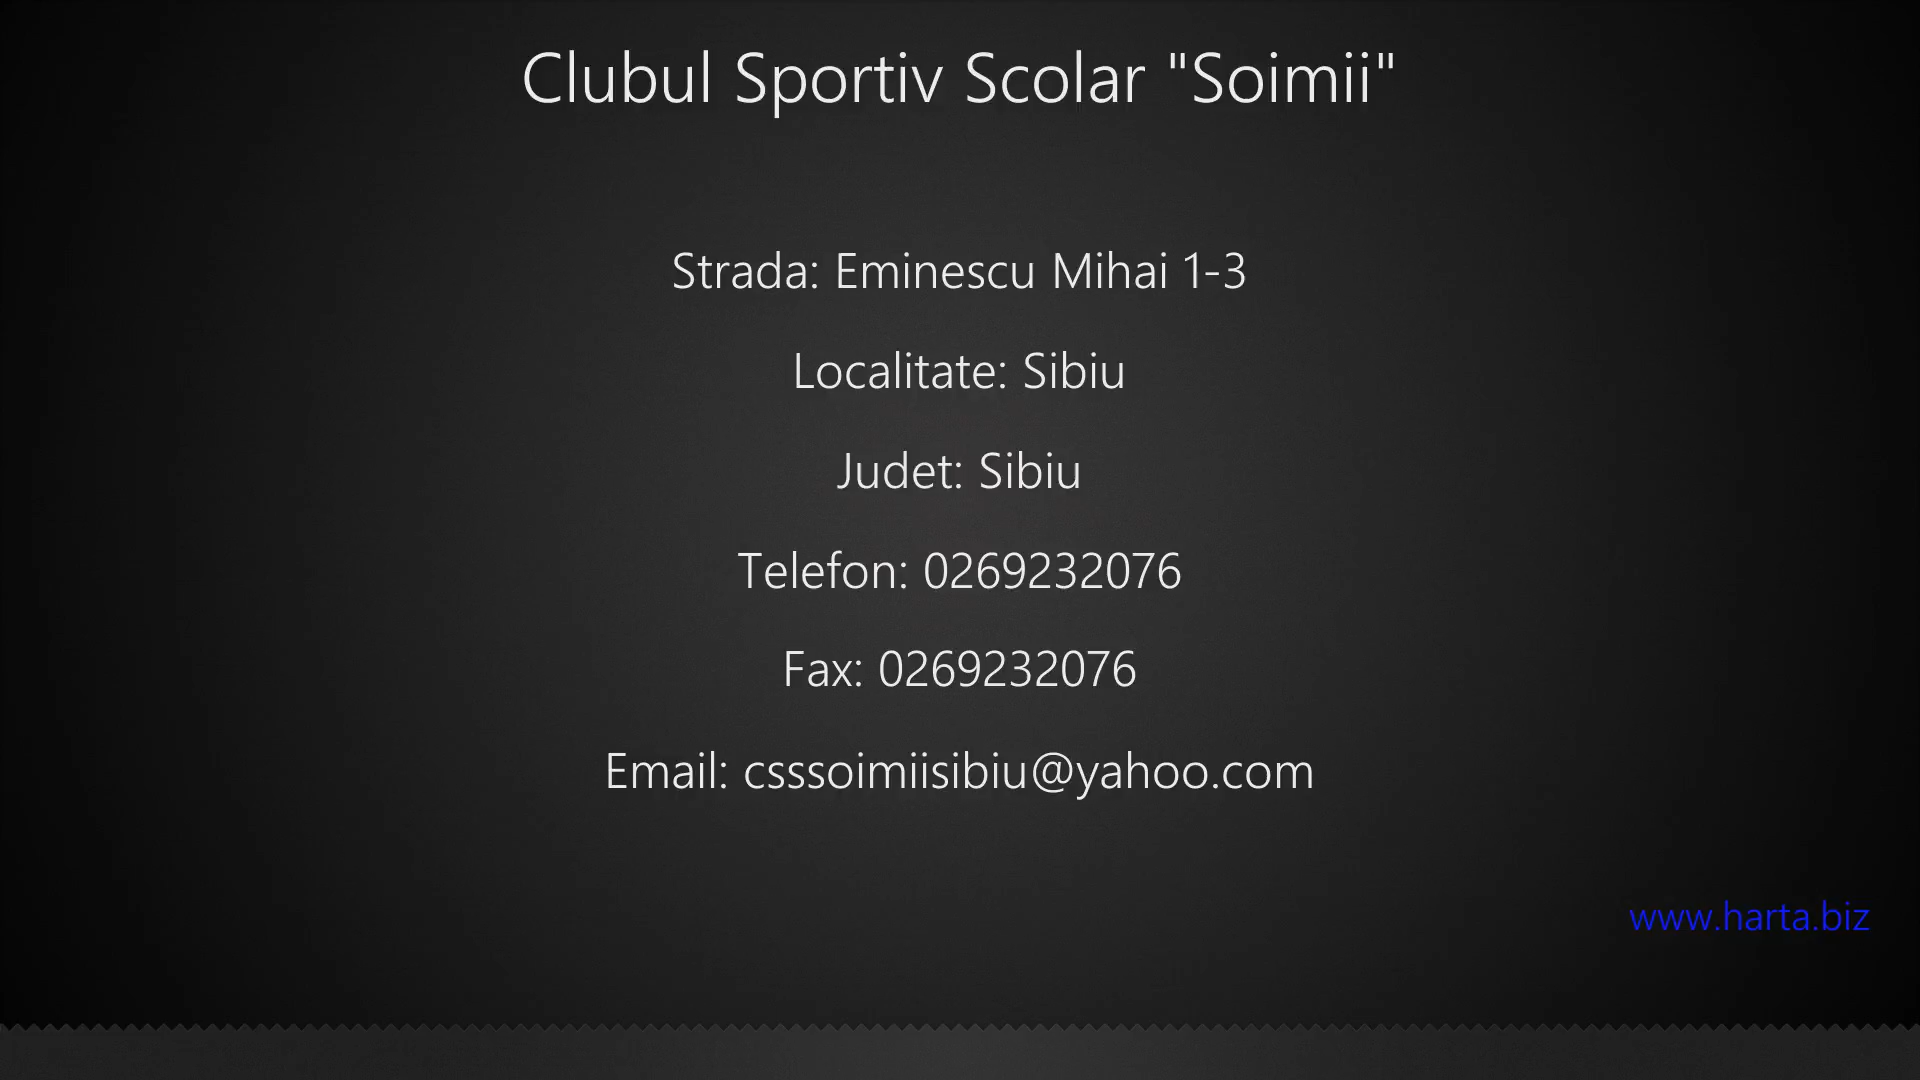 Clubul Sportiv Scolar "Soimii"
Strada: Eminescu Mihai 1-3
Localitate: Sibiu
Judet: Sibiu
Telefon: 0269232076
Fax: 0269232076
Email: csssoimiisibiu@yahoo.com
www.harta.biz